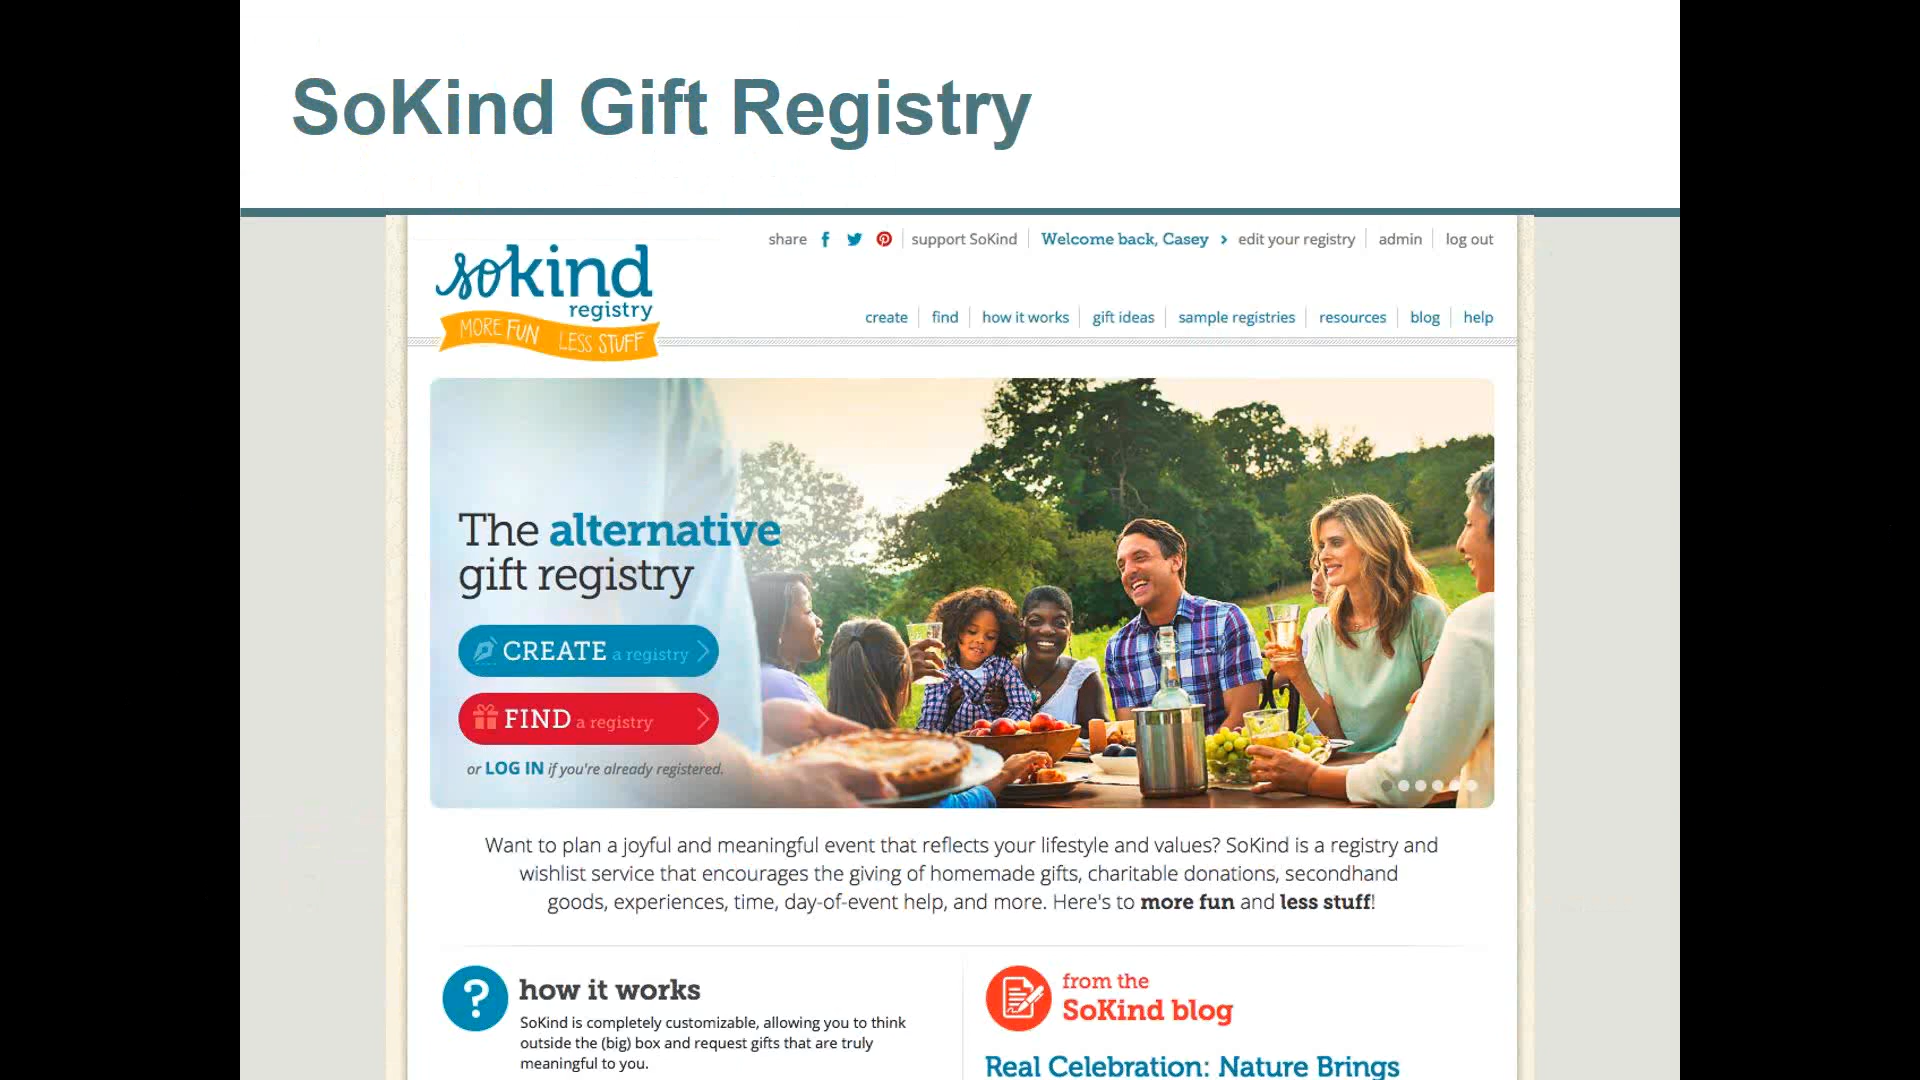 SoKind Gift Registry
share support SoKind Welcome back, Casey › edit your registry admin log out
sokind
registry
MORE FUN LESS STUFF
create find how it works gift ideas sample registries resources blog help
The alternative
gift registry
CREATE a registry
FIND a registry
or LOG IN if you're already registered.
Want to plan a joyful and meaningful event that reflects your lifestyle and values? SoKind is a registry and
wishlist service that encourages the giving of homemade gifts, charitable donations, secondhand
goods, experiences, time, day-of-event help, and more. Here's to more fun and less stuff!
? how it works
SoKind is completely customizable, allowing you to think
outside the (big) box and request gifts that are truly
meaningful to you.
from the
SoKind blog
Real Celebration: Nature Brings